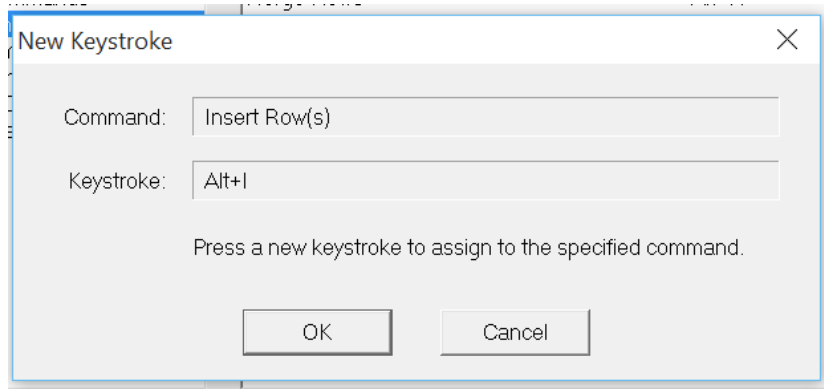 New Keystroke
Command: Insert Row(s)
Keystroke: Alt+I
Press a new keystroke to assign to the specified command.
OK Cancel